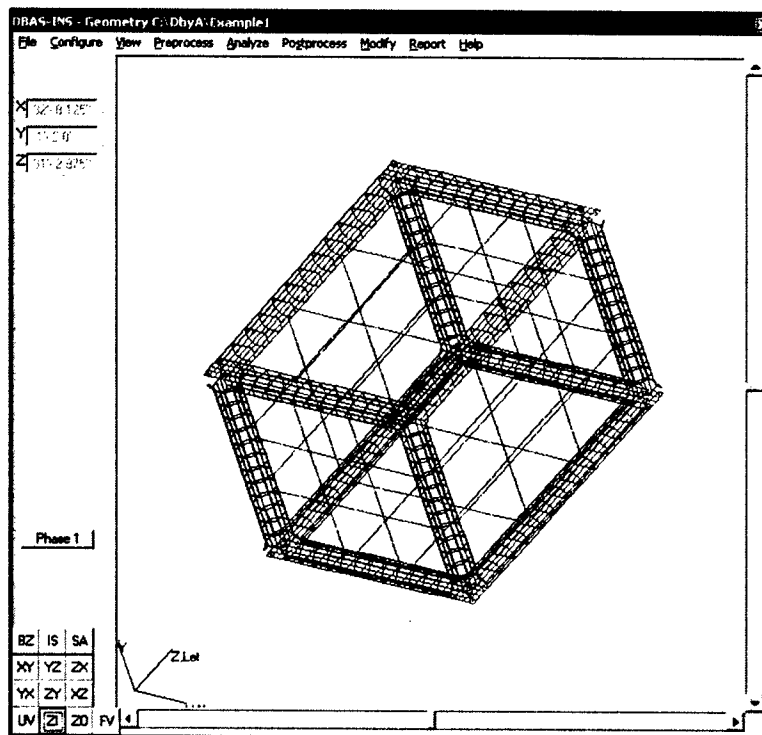 DBAS-INS - Geometry C:\DbyA\Example1
File Configure View Preprocess Analyze Postprocess Modify Report Help
X
Y
Z
Phase 1
BZ IS SA
XY YZ ZX
YX ZY XZ
UV ZI ZO FV
Y
Z,Lat